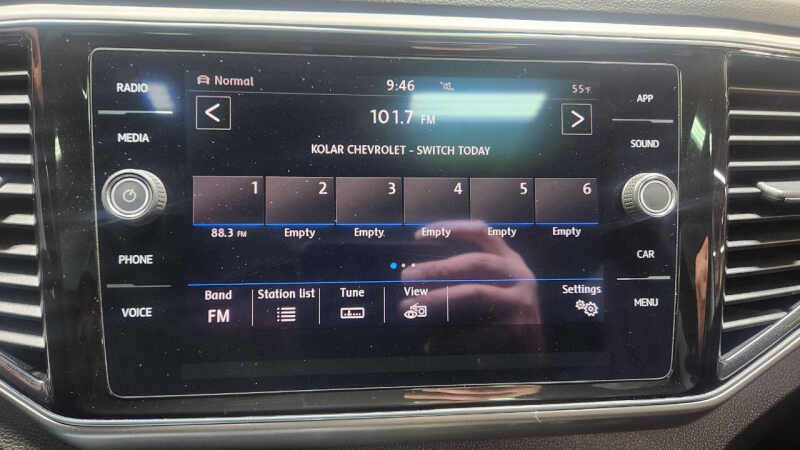 RADIO
MEDIA
PHONE
VOICE
Normal
9:46
55°F
101.7 FM
KOLAR CHEVROLET - SWITCH TODAY
1 2 3 4 5 6
88.3 FM Empty Empty Empty Empty Empty
Band Station list Tune View Settings
FM
APP
SOUND
CAR
MENU